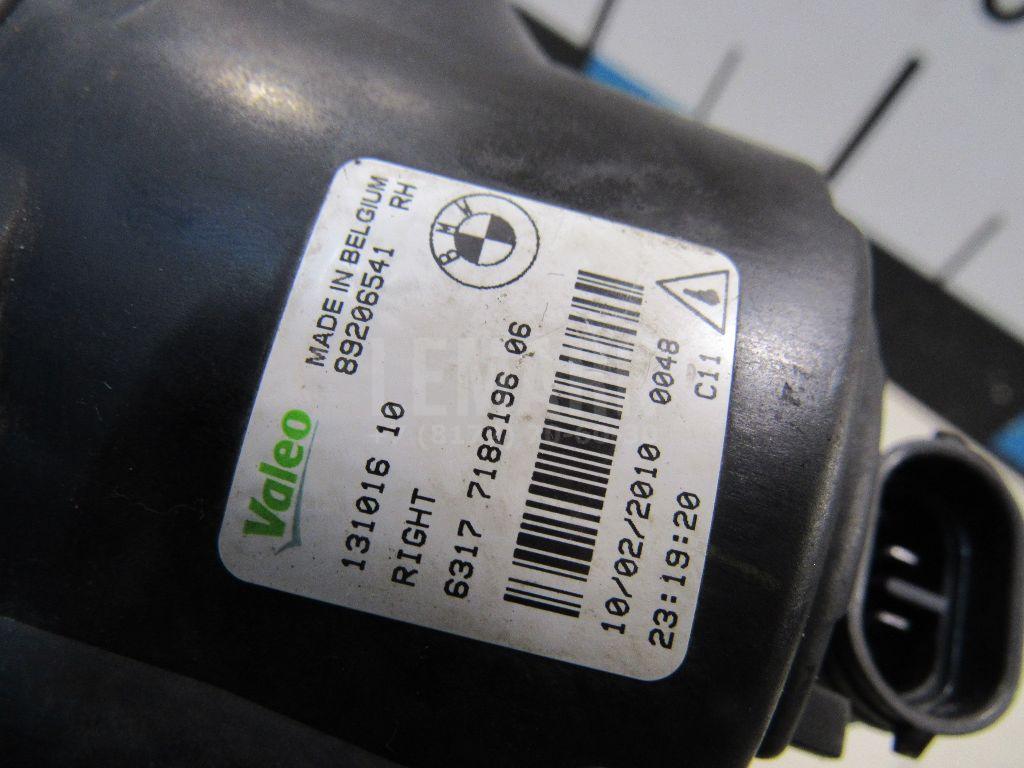 Valeo
MADE IN BELGIUM
89206541 RH
BMW
131016 10
RIGHT
6317 7182196 06
10/02/2010 0048
23:19:20 C11